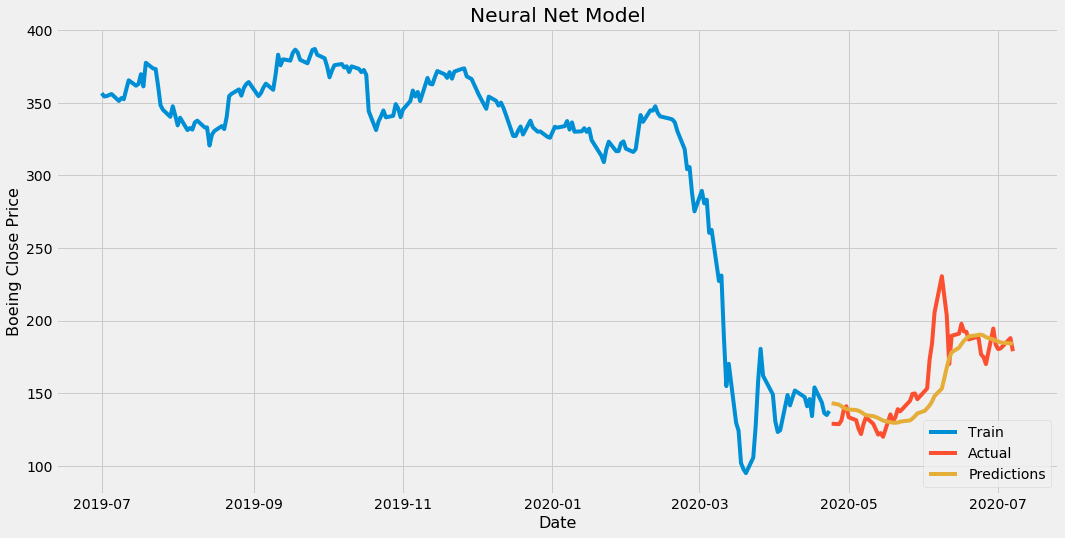 Neural Net Model
Boeing Close Price
400
350
300
250
200
150
100
2019-07
2019-09
2019-11
2020-01
2020-03
2020-05
2020-07
Date
Train
Actual
Predictions